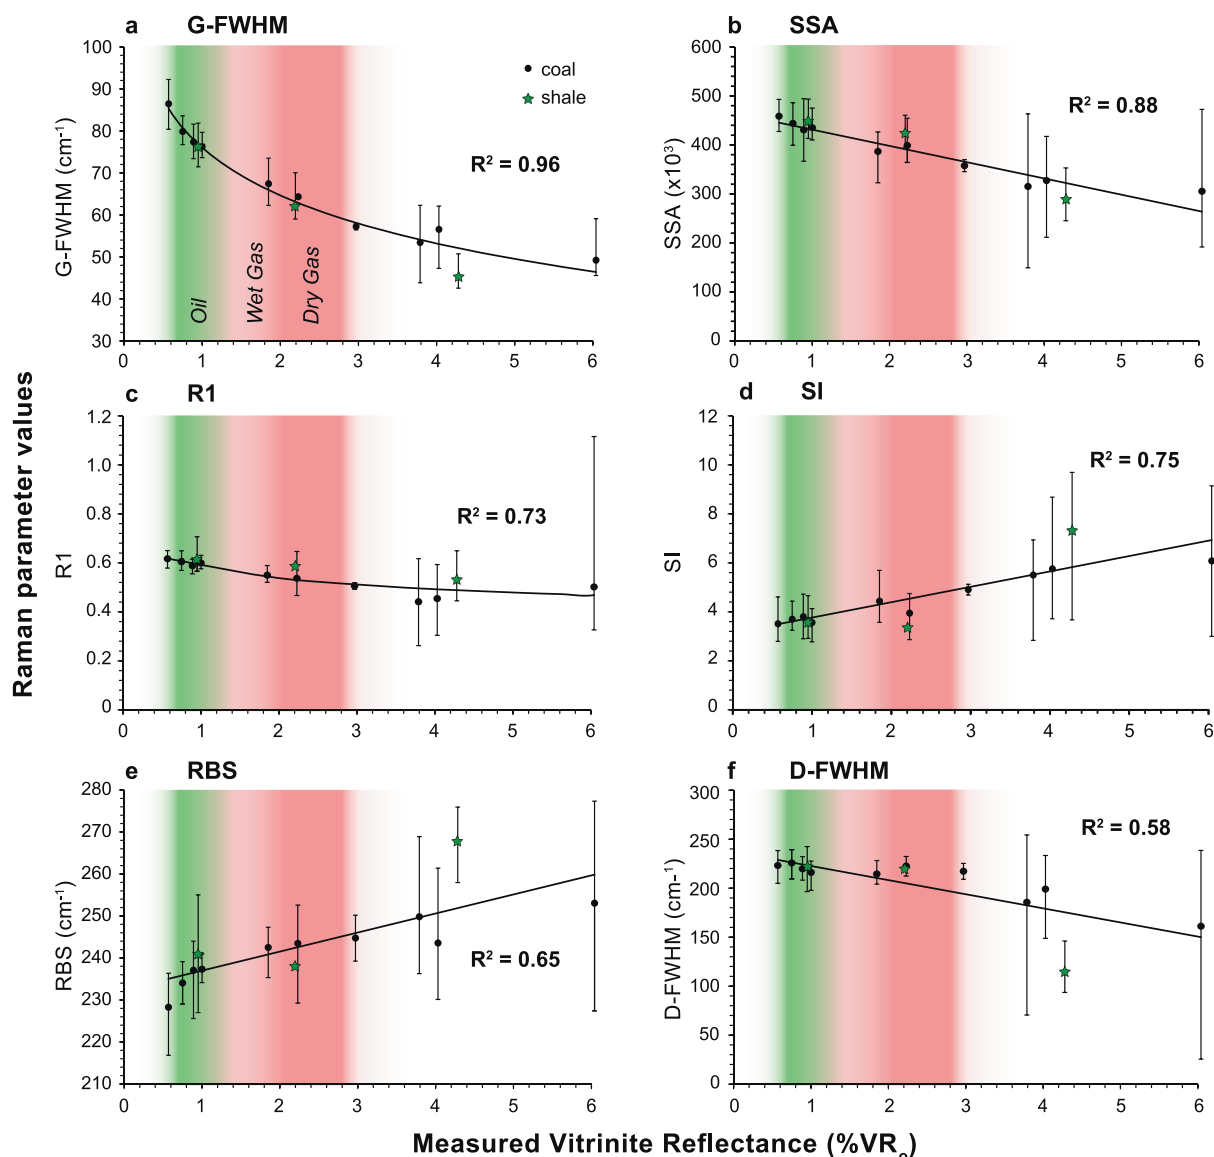 a G-FWHM
100
90
80
70
60
50
40
30
G-FWHM (cm⁻¹)
coal
shale
R² = 0.96
Oil
Wet Gas
Dry Gas
0 1 2 3 4 5 6
b SSA
600
500
400
300
200
100
0
SSA (x10³)
R² = 0.88
0 1 2 3 4 5 6
c R1
1.2
1.0
0.8
0.6
0.4
0.2
0
R1
R² = 0.73
0 1 2 3 4 5 6
d SI
12
10
8
6
4
2
0
SI
R² = 0.75
0 1 2 3 4 5 6
e RBS
280
270
260
250
240
230
220
210
RBS (cm⁻¹)
R² = 0.65
0 1 2 3 4 5 6
f D-FWHM
300
250
200
150
100
50
0
D-FWHM (cm⁻¹)
R² = 0.58
0 1 2 3 4 5 6
Raman parameter values
Measured Vitrinite Reflectance (%VRₒ)